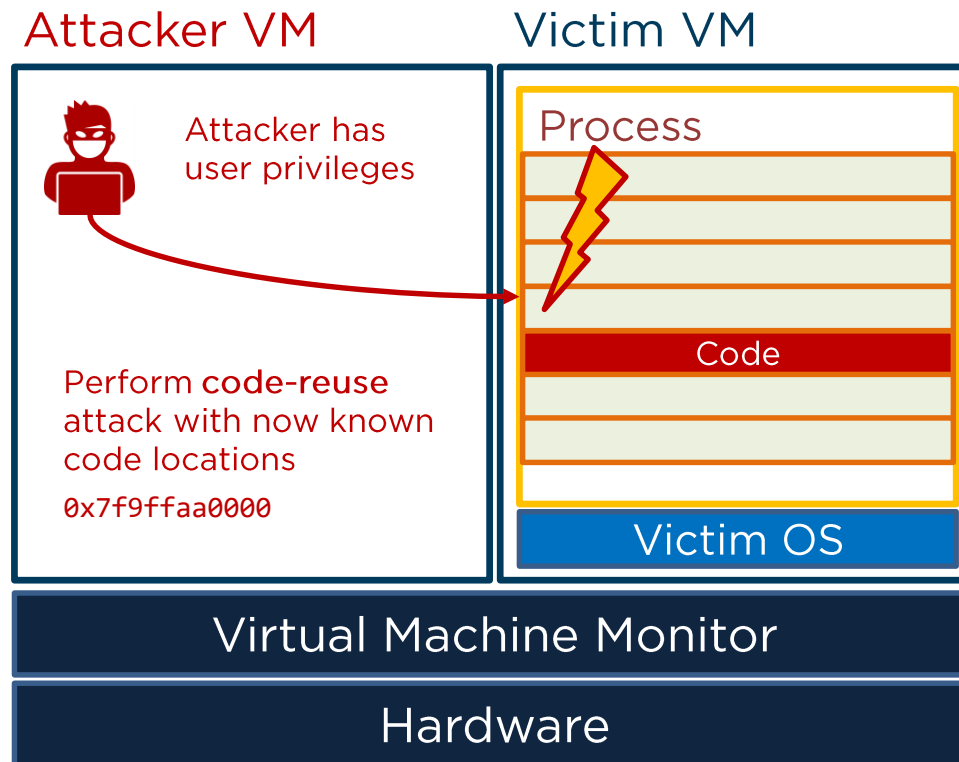 Attacker VM
Victim VM
Attacker has
user privileges
Perform code-reuse
attack with now known
code locations
0x7f9ffaa0000
Process
Code
Victim OS
Virtual Machine Monitor
Hardware